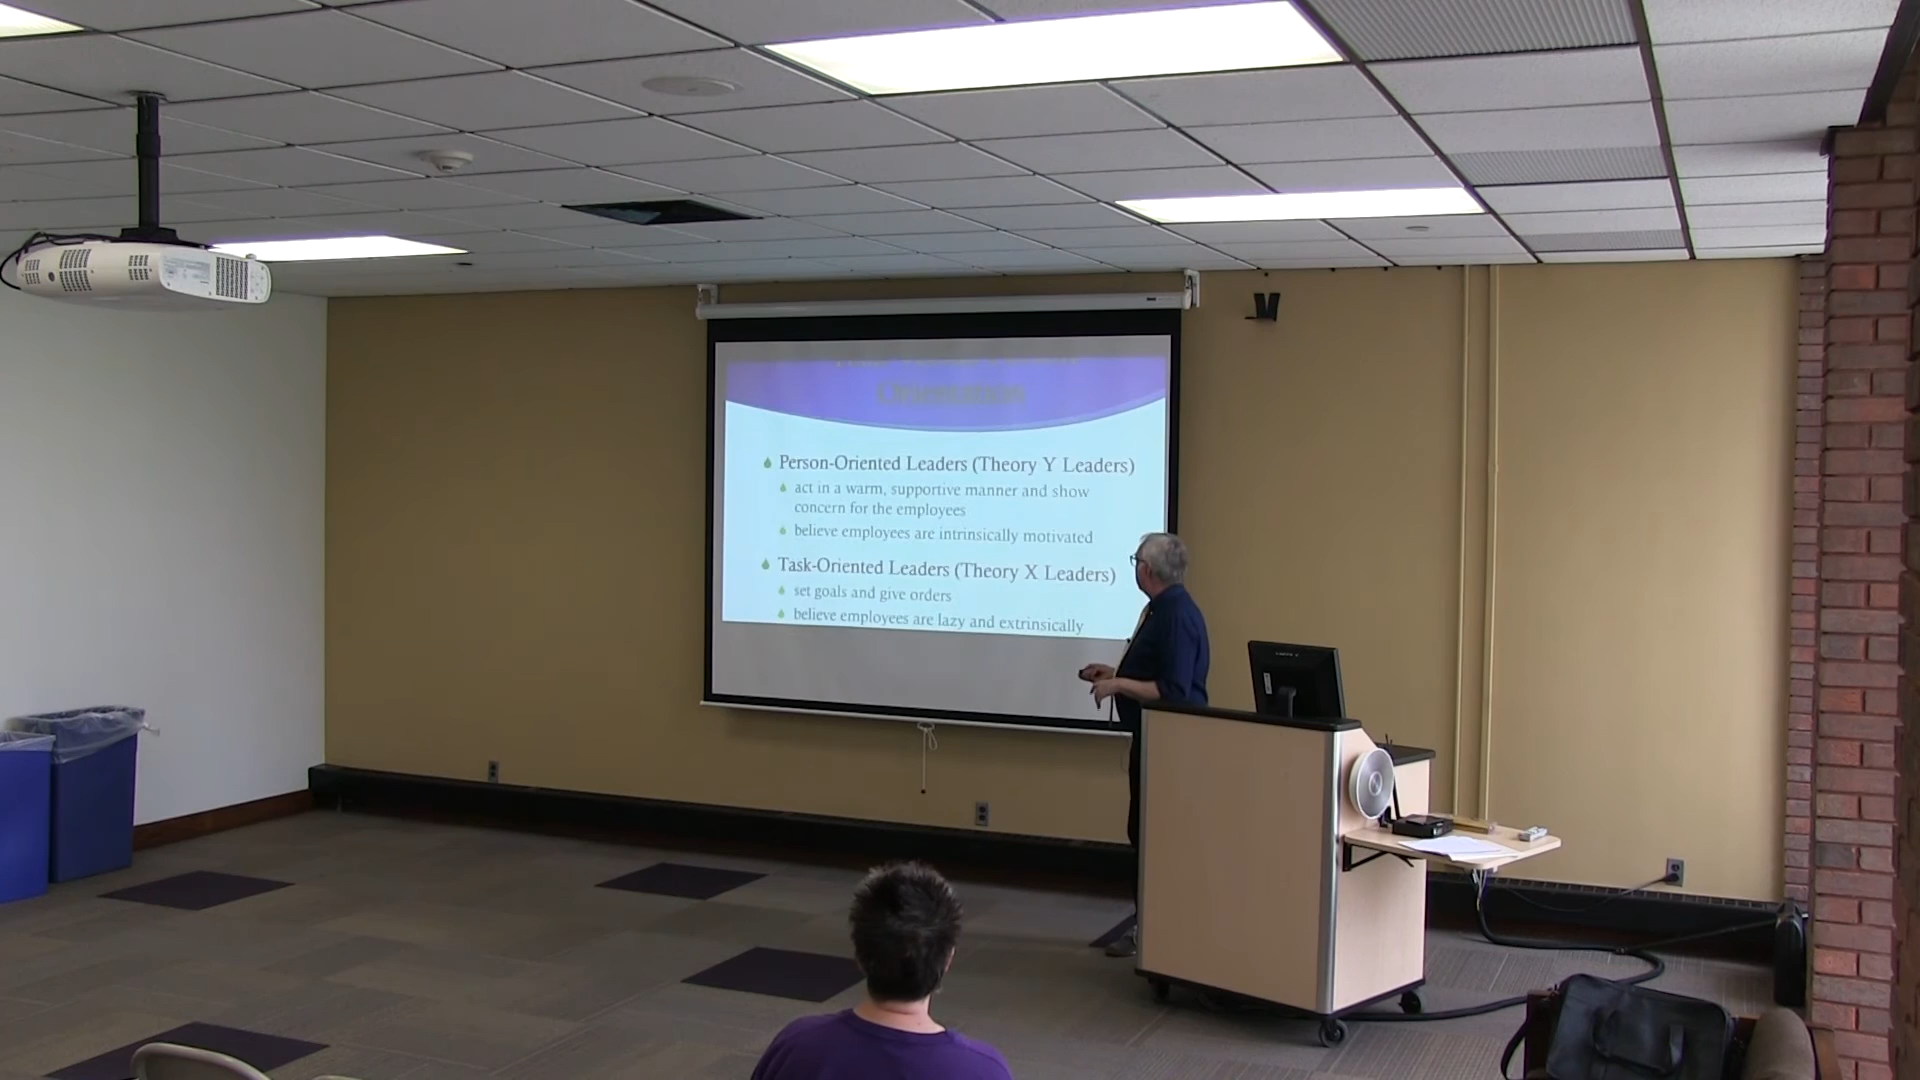 Orientation
Person-Oriented Leaders (Theory Y Leaders)
act in a warm, supportive manner and show
concern for the employees
believe employees are intrinsically motivated
Task-Oriented Leaders (Theory X Leaders)
set goals and give orders
believe employees are lazy and extrinsically